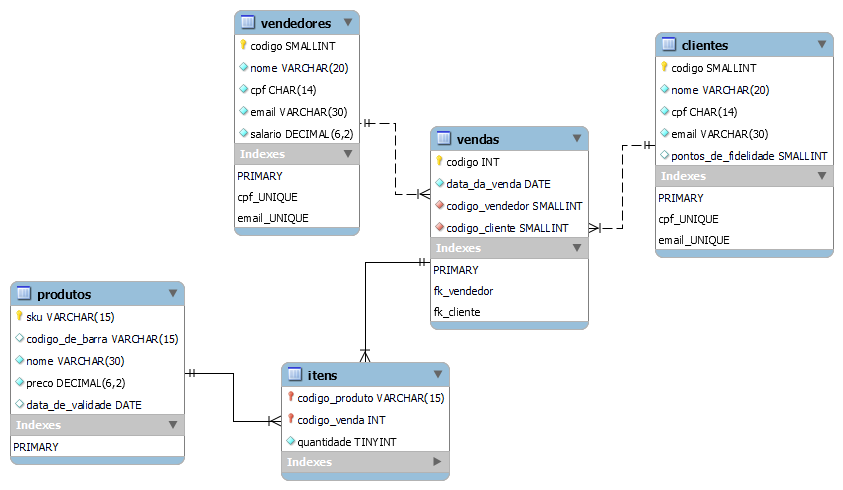 vendedores
codigo SMALLINT
nome VARCHAR(20)
cpf CHAR(14)
email VARCHAR(30)
salario DECIMAL(6,2)
Indexes
PRIMARY
cpf_UNIQUE
email_UNIQUE
clientes
codigo SMALLINT
nome VARCHAR(20)
cpf CHAR(14)
email VARCHAR(30)
pontos_de_fidelidade SMALLINT
Indexes
PRIMARY
cpf_UNIQUE
email_UNIQUE
vendas
codigo INT
data_da_venda DATE
codigo_vendedor SMALLINT
codigo_cliente SMALLINT
Indexes
PRIMARY
fk_vendedor
fk_cliente
produtos
sku VARCHAR(15)
codigo_de_barra VARCHAR(15)
nome VARCHAR(30)
preco DECIMAL(6,2)
data_de_validade DATE
Indexes
PRIMARY
itens
codigo_produto VARCHAR(15)
codigo_venda INT
quantidade TINYINT
Indexes